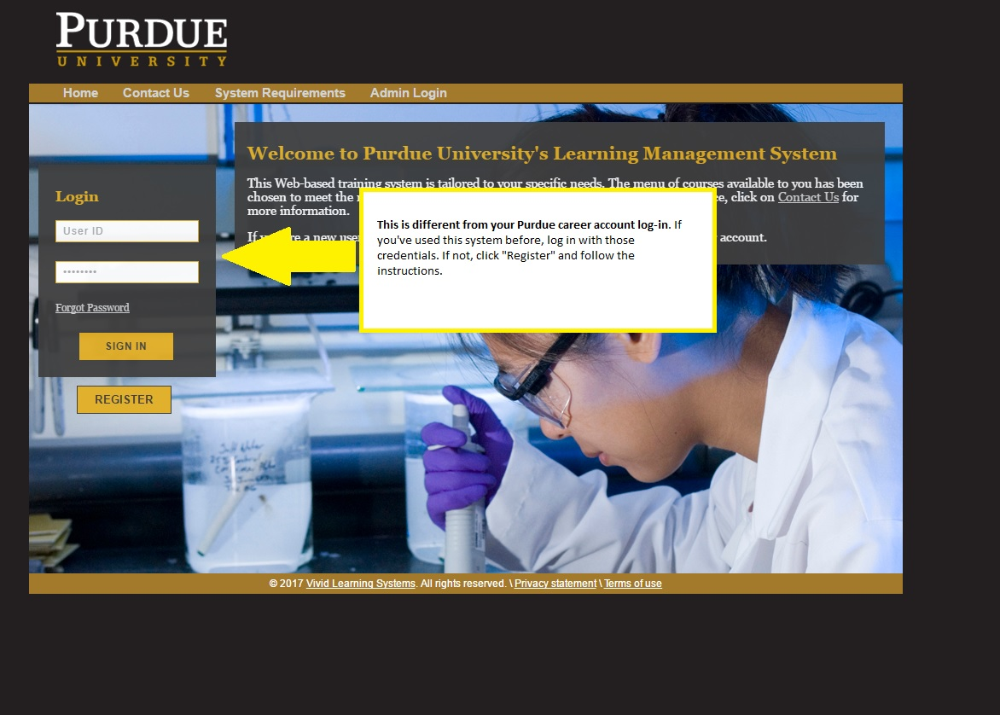 PURDUE
UNIVERSITY
Home Contact Us System Requirements Admin Login
Welcome to Purdue University's Learning Management System
This Web-based training system is tailored to your specific needs. The menu of courses available to you has been
chosen to meet the click on Contact Us for
more information.
If a new account.
Login
User ID
••••••••
Forgot Password
SIGN IN
REGISTER
This is different from your Purdue career account log-in. If
you've used this system before, log in with those
credentials. If not, click "Register" and follow the
instructions.
© 2017 Vivid Learning Systems. All rights reserved. \ Privacy statement \ Terms of use